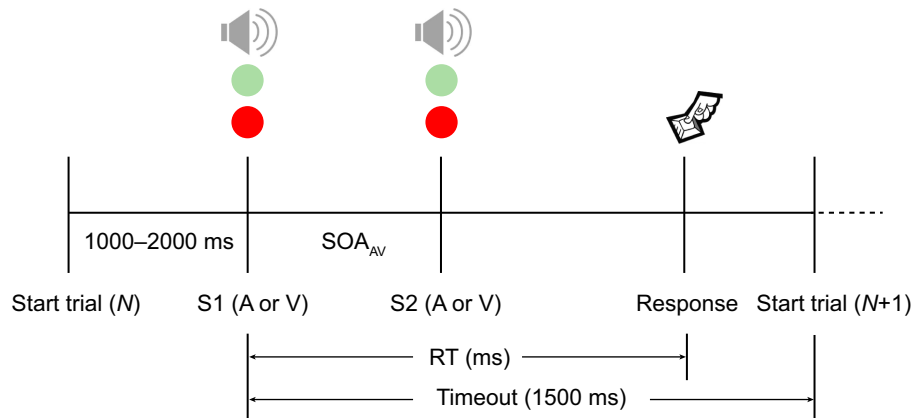 1000–2000 ms
SOA_AV
Start trial (N)
S1 (A or V)
S2 (A or V)
Response
Start trial (N+1)
RT (ms)
Timeout (1500 ms)